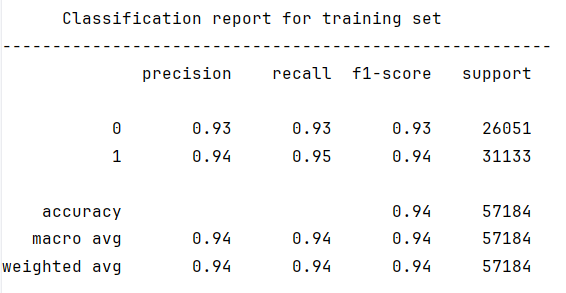 Classification report for training set
-------------------------------------------------------
precision recall f1-score support
0 0.93 0.93 0.93 26051
1 0.94 0.95 0.94 31133
accuracy 0.94 57184
macro avg 0.94 0.94 0.94 57184
weighted avg 0.94 0.94 0.94 57184